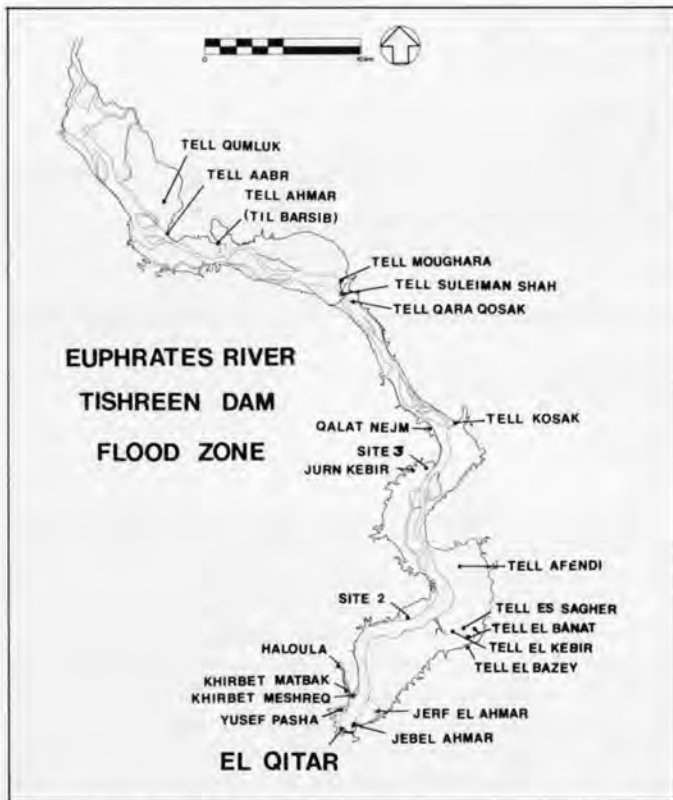 0
TELL QUMLUK
TELL AABR
TELL AHMAR
(TIL BARSIB)
TELL MOUGHARA
TELL SULEIMAN SHAH
TELL QARA QOSAK
EUPHRATES RIVER
TISHREEN DAM
FLOOD ZONE
TELL KOSAK
QALAT NEJM
SITE 3
JURN KEBIR
TELL AFENDI
SITE 2
TELL ES SAGHER
TELL EL BANAT
TELL EL KEBIR
TELL EL BAZEY
HALOULA
KHIRBET MATBAK
KHIRBET MESHREQ
YUSEF PASHA
JERF EL AHMAR
JEBEL AHMAR
EL QITAR